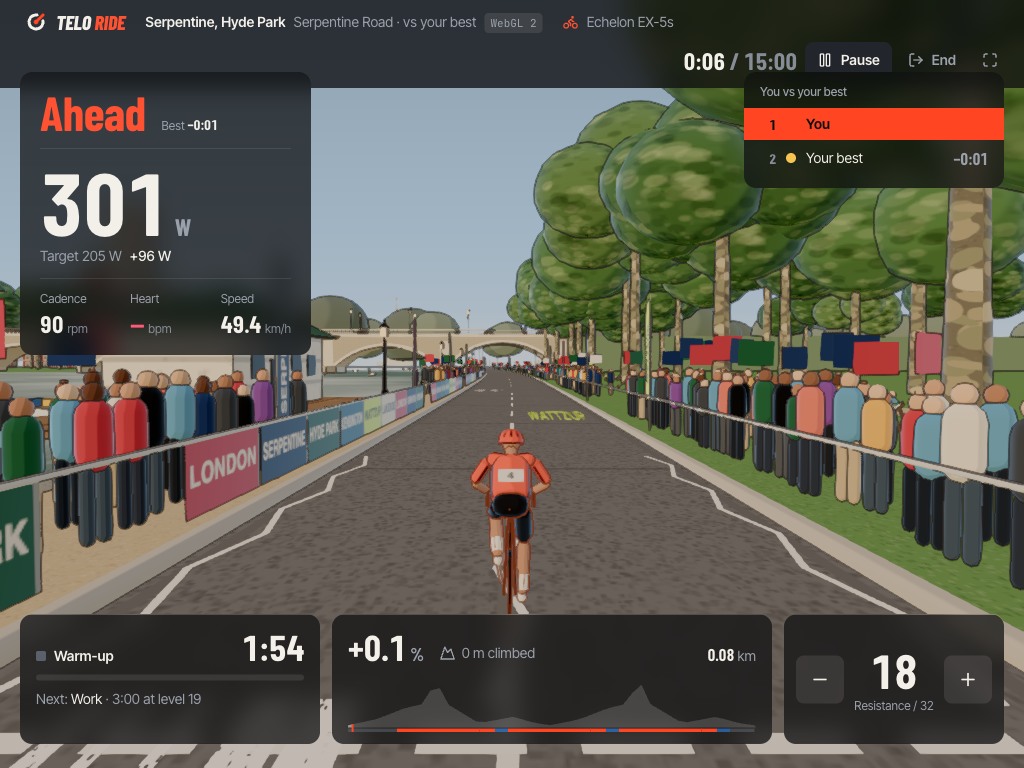 TELO RIDE Serpentine, Hyde Park Serpentine Road · vs your best WebGL 2 Echelon EX-5s
0:06 / 15:00 Pause End
Ahead Best −0:01
301 W
Target 205 W +96 W
Cadence Heart Speed
90 rpm — bpm 49.4 km/h
You vs your best
1 You
2 Your best −0:01
WATTZUP
LONDON
SERPENTINE
HYDE PARK
4
RK
Warm-up 1:54
Next: Work · 3:00 at level 19
+0.1 % 0 m climbed 0.08 km
− 18 +
Resistance / 32